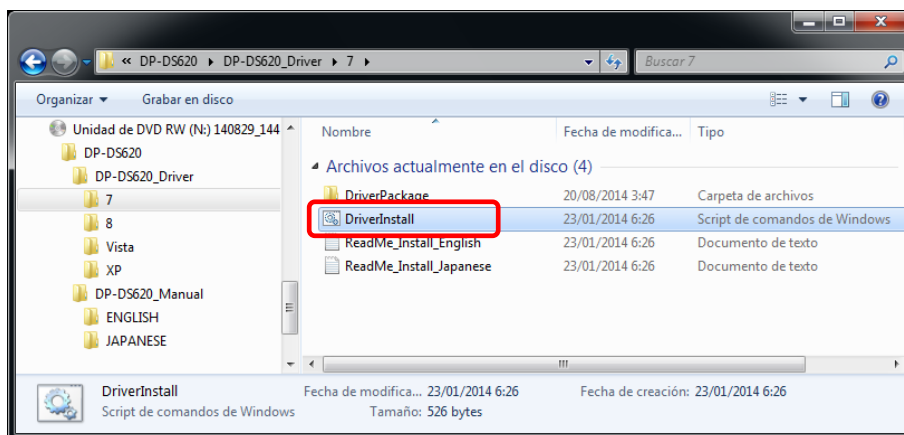 « DP-DS620 ▸ DP-DS620_Driver ▸ 7 ▸
Buscar 7
Organizar ▼ Grabar en disco
Unidad de DVD RW (N:) 140829_144
DP-DS620
DP-DS620_Driver
7
8
Vista
XP
DP-DS620_Manual
ENGLISH
JAPANESE
Nombre Fecha de modifica... Tipo
Archivos actualmente en el disco (4)
DriverPackage 20/08/2014 3:47 Carpeta de archivos
DriverInstall 23/01/2014 6:26 Script de comandos de Windows
ReadMe_Install_English 23/01/2014 6:26 Documento de texto
ReadMe_Install_Japanese 23/01/2014 6:26 Documento de texto
DriverInstall Fecha de modifica... 23/01/2014 6:26 Fecha de creación: 23/01/2014 6:26
Script de comandos de Windows Tamaño: 526 bytes